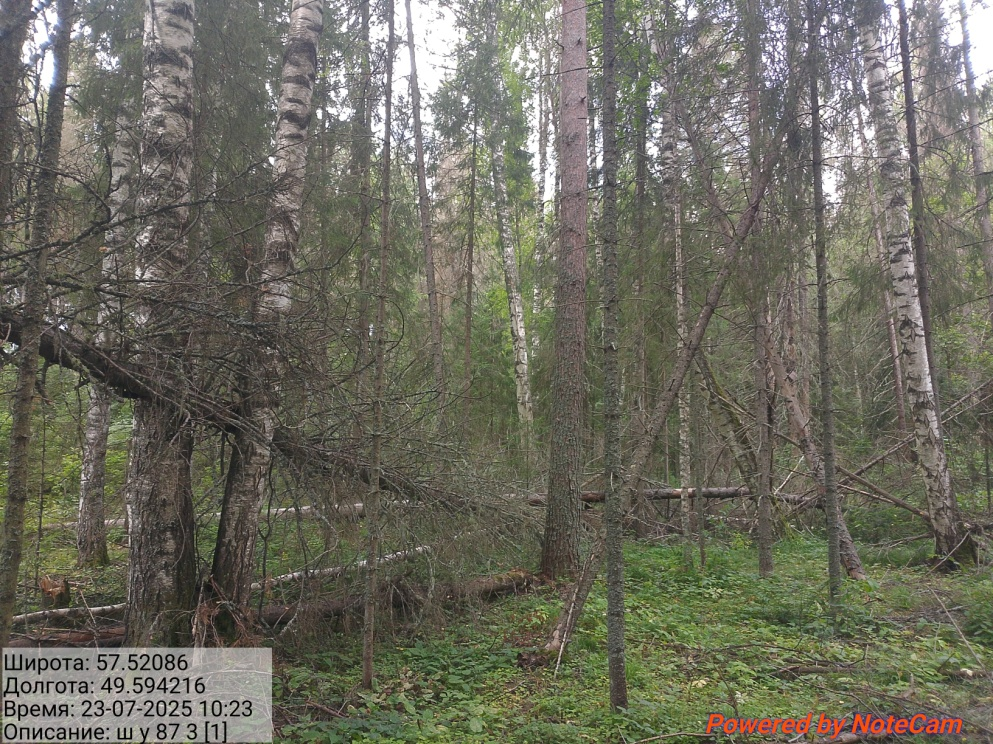 Широта: 57.52086
Долгота: 49.594216
Время: 23-07-2025 10:23
Описание: ш у 87 3 [1]
Powered by NoteCam